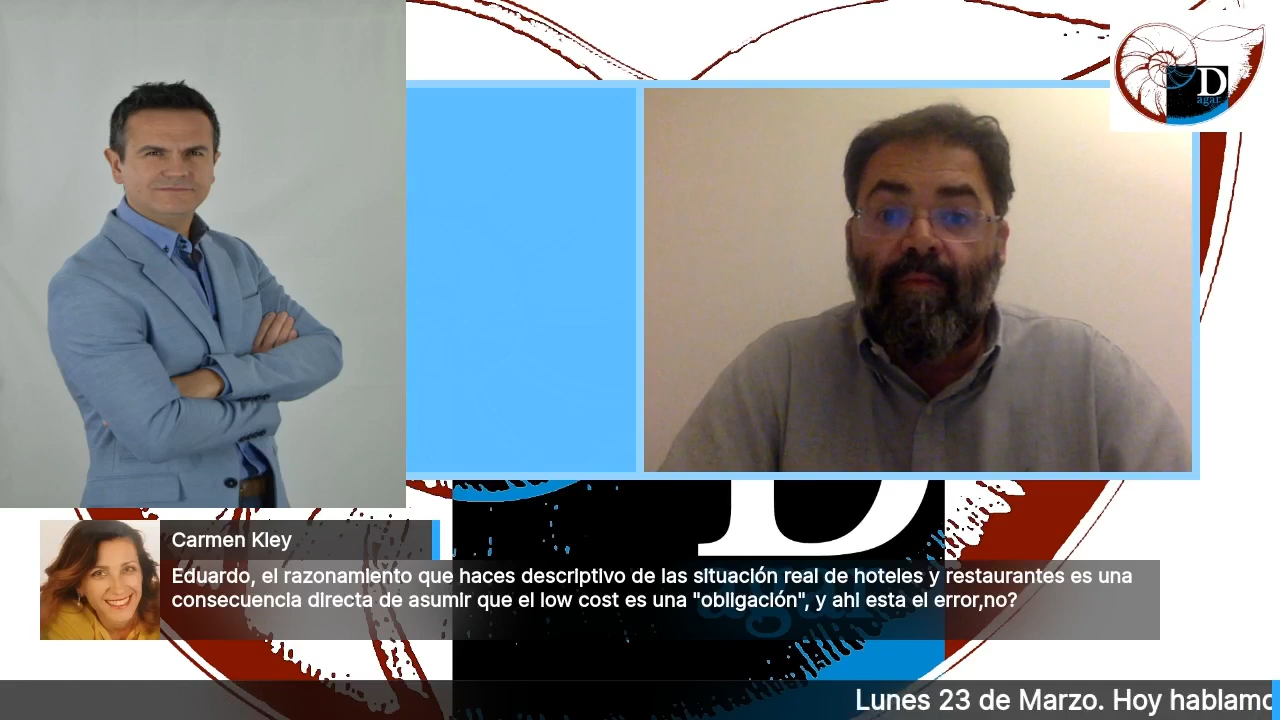 D
agar
Carmen Kley
Eduardo, el razonamiento que haces descriptivo de las situación real de hoteles y restaurantes es una
consecuencia directa de asumir que el low cost es una "obligación", y ahi esta el error,no?
D
agar
Lunes 23 de Marzo. Hoy hablamo